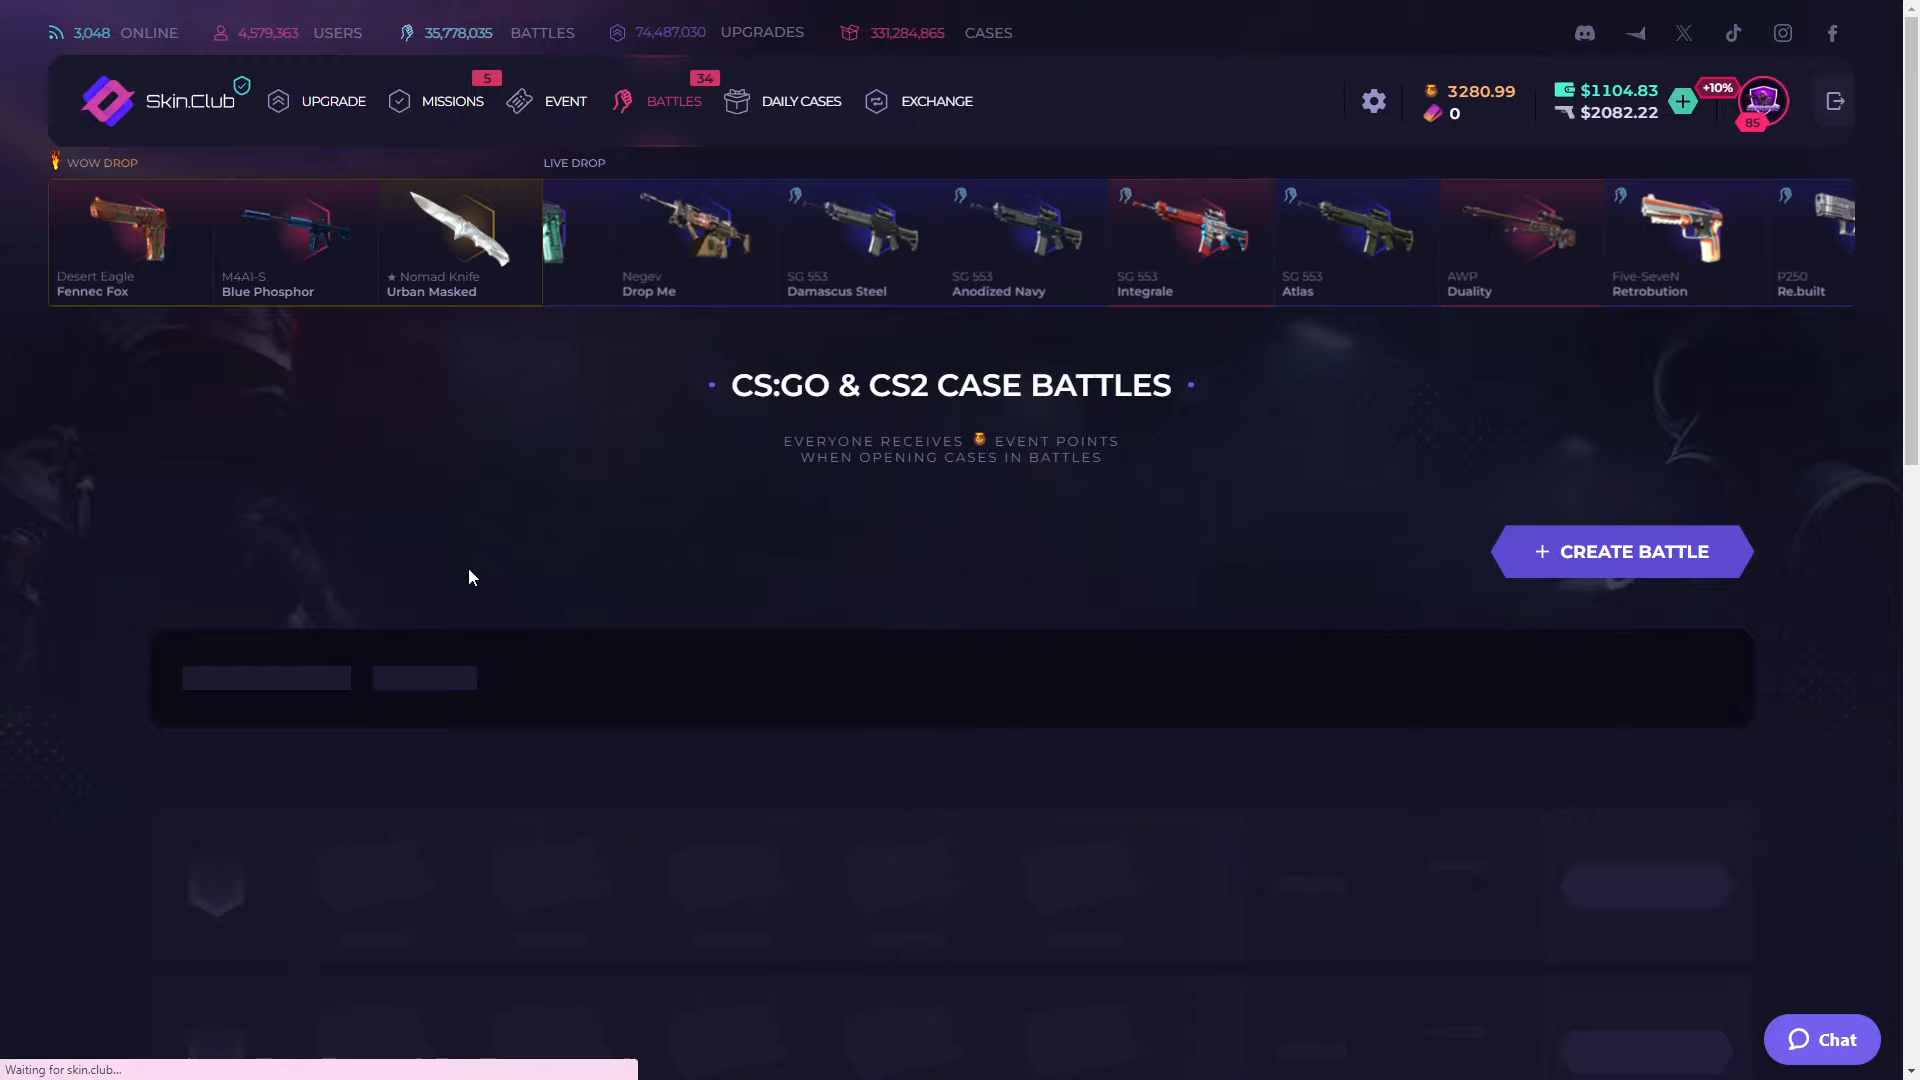 3,048 ONLINE 4,579,363 USERS 35,778,035 BATTLES 74,487,030 UPGRADES 331,284,865 CASES
Skin.Club UPGRADE 5 MISSIONS EVENT 34 BATTLES DAILY CASES EXCHANGE
3280.99
0
$1104.83
$2082.22
+10%
85
WOW DROP
LIVE DROP
Desert Eagle
Fennec Fox
M4A1-S
Blue Phosphor
★ Nomad Knife
Urban Masked
Negev
Drop Me
SG 553
Damascus Steel
SG 553
Anodized Navy
SG 553
Integrale
SG 553
Atlas
AWP
Duality
Five-SeveN
Retrobution
P250
Re.built
• CS:GO & CS2 CASE BATTLES •
EVERYONE RECEIVES EVENT POINTS
WHEN OPENING CASES IN BATTLES
+ CREATE BATTLE
Chat
Waiting for skin.club...